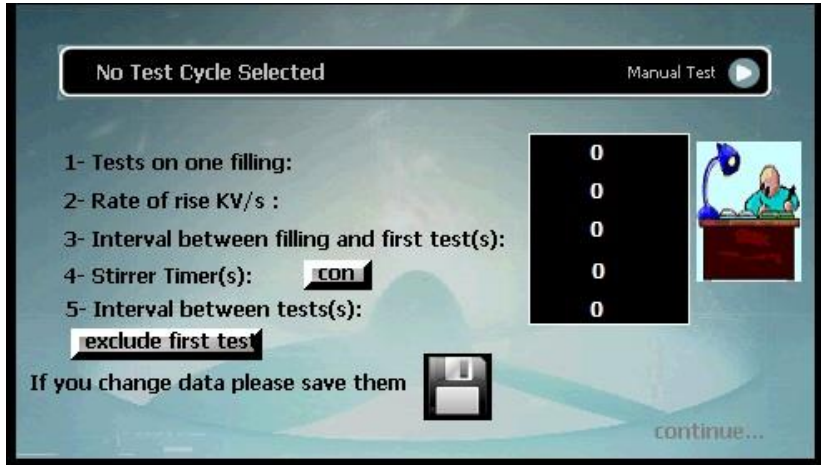 No Test Cycle Selected Manual Test
1- Tests on one filling: 0
2- Rate of rise KV/s : 0
3- Interval between filling and first test(s): 0
4- Stirrer Timer(s): con 0
5- Interval between tests(s): 0
exclude first test
If you change data please save them
continue...